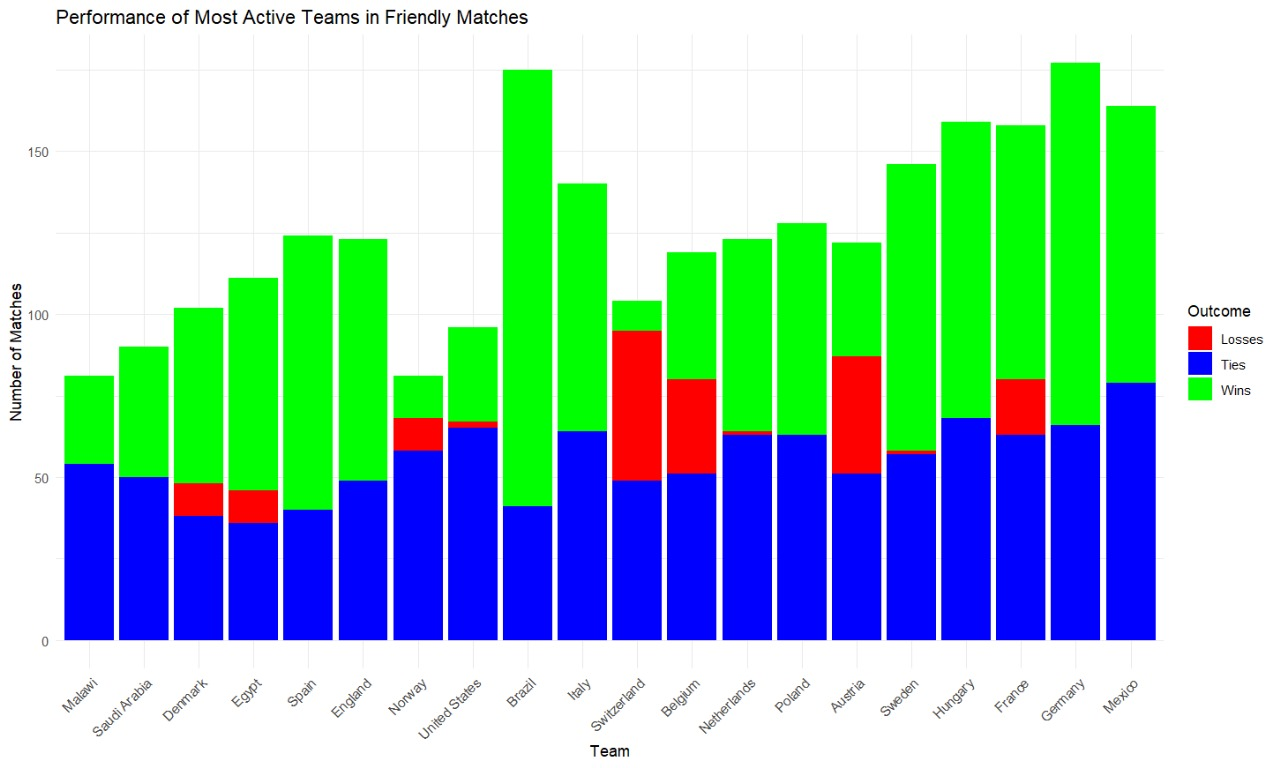 Performance of Most Active Teams in Friendly Matches
Number of Matches
150
100
50
0
Malawi
Saudi Arabia
Denmark
Egypt
Spain
England
Norway
United States
Brazil
Italy
Switzerland
Belgium
Netherlands
Poland
Austria
Sweden
Hungary
France
Germany
Mexico
Team
Outcome
Losses
Ties
Wins